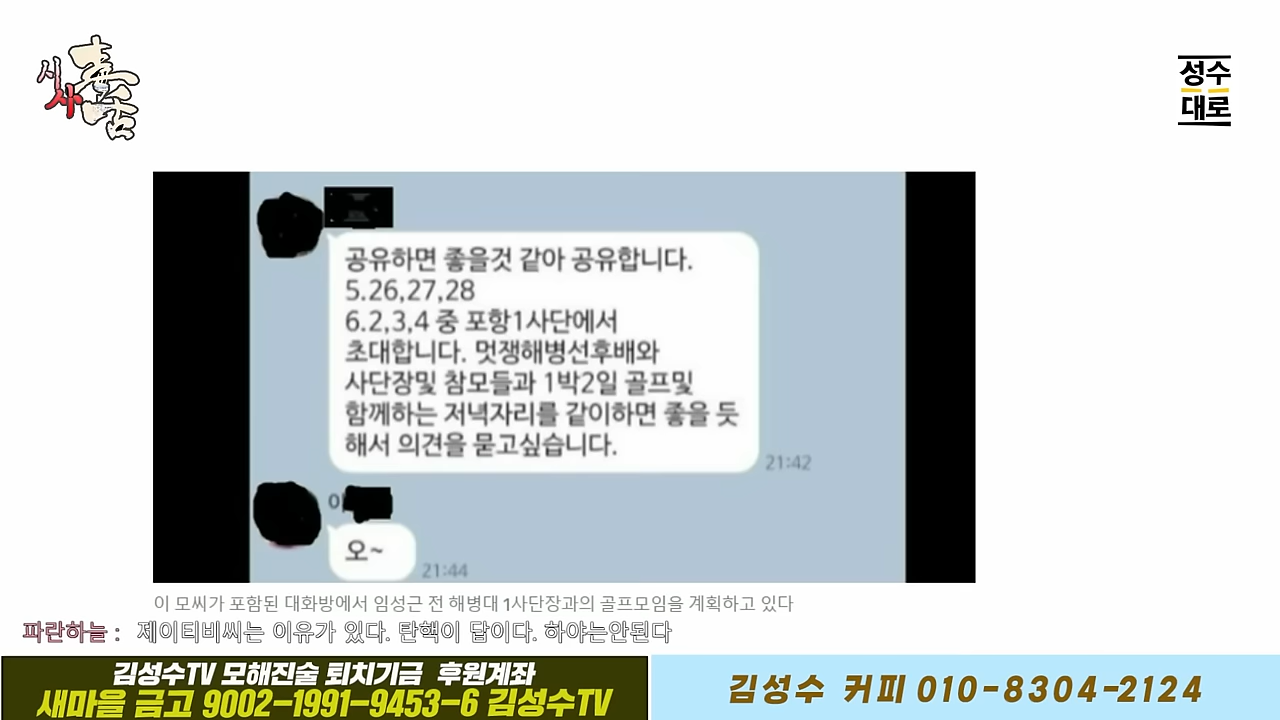 시사
성수
대로
공유하면 좋을것 같아 공유합니다.
5.26,27,28
6.2,3,4 중 포항1사단에서
초대합니다. 멋쟁해병선후배와
사단장및 참모들과 1박2일 골프및
함께하는 저녁자리를 같이하면 좋을 듯
해서 의견을 묻고싶습니다.
21:42
이
오~
21:44
이 모씨가 포함된 대화방에서 임성근 전 해병대 1사단장과의 골프모임을 계획하고 있다
파란하늘 : 제이티비씨는 이유가 있다. 탄핵이 답이다. 하야는안된다
김성수TV 모해진술 퇴치기금 후원계좌
새마을 금고 9002-1991-9453-6 김성수TV
김성수 커피 010-8304-2124